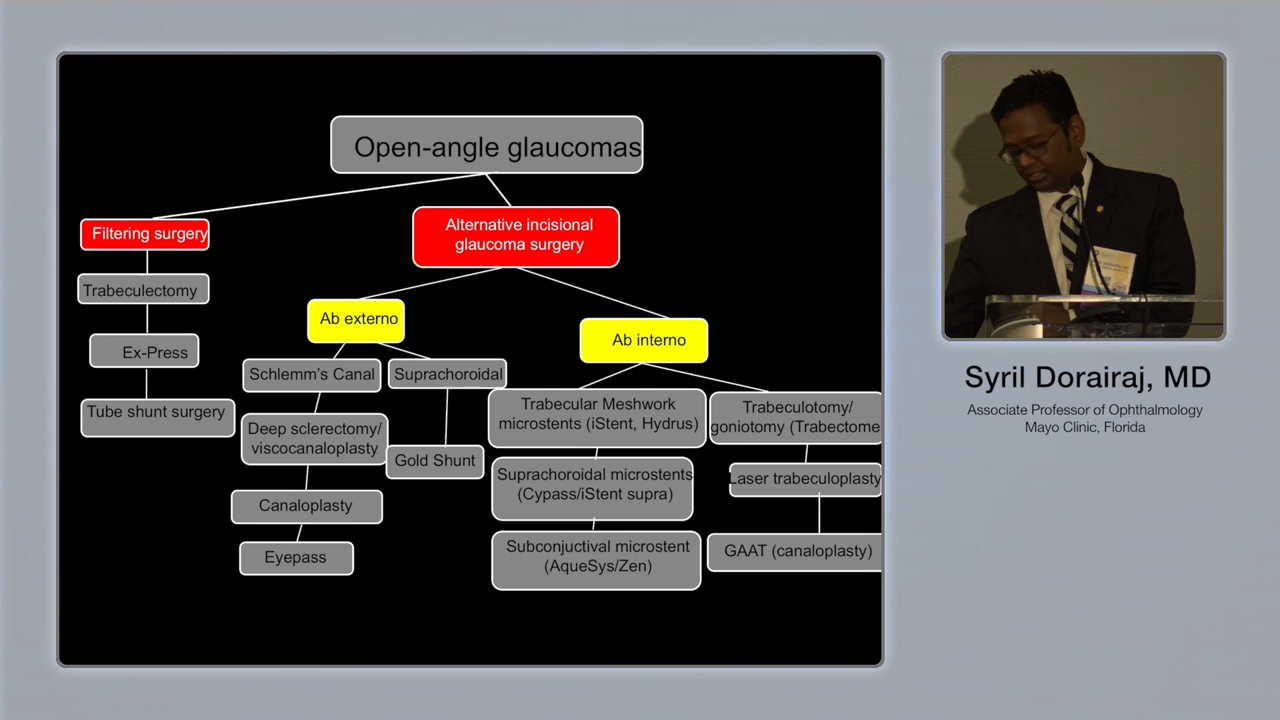 Open-angle glaucomas
Filtering surgery
Trabeculectomy
Ex-Press
Tube shunt surgery
Alternative incisional
glaucoma surgery
Ab externo
Schlemm's Canal
Deep sclerectomy/
viscocanaloplasty
Canaloplasty
Eyepass
Suprachoroidal
Gold Shunt
Ab interno
Trabecular Meshwork
microstents (iStent, Hydrus)
Suprachoroidal microstents
(Cypass/iStent supra)
Subconjuctival microstent
(AqueSys/Zen)
Trabeculotomy/
goniotomy (Trabectome
Laser trabeculoplasty
GAAT (canaloplasty)
Syril Dorairaj, MD
Associate Professor of Ophthalmology
Mayo Clinic, Florida